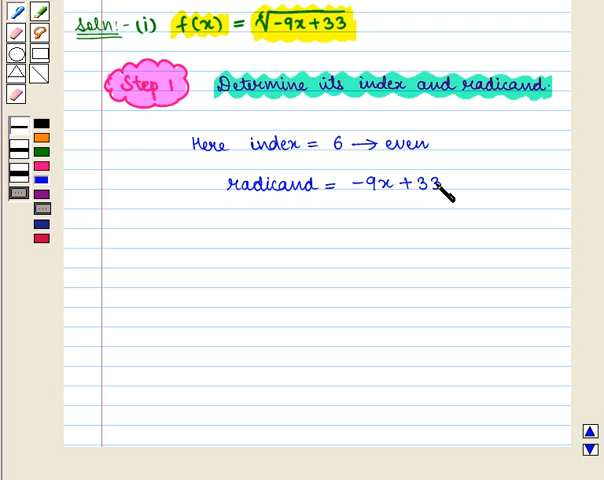 Soln:- (i) f(x) = ⁶√-9x+33
Step 1 Determine its index and radicand.
Here index = 6 → even
radicand = -9x + 33